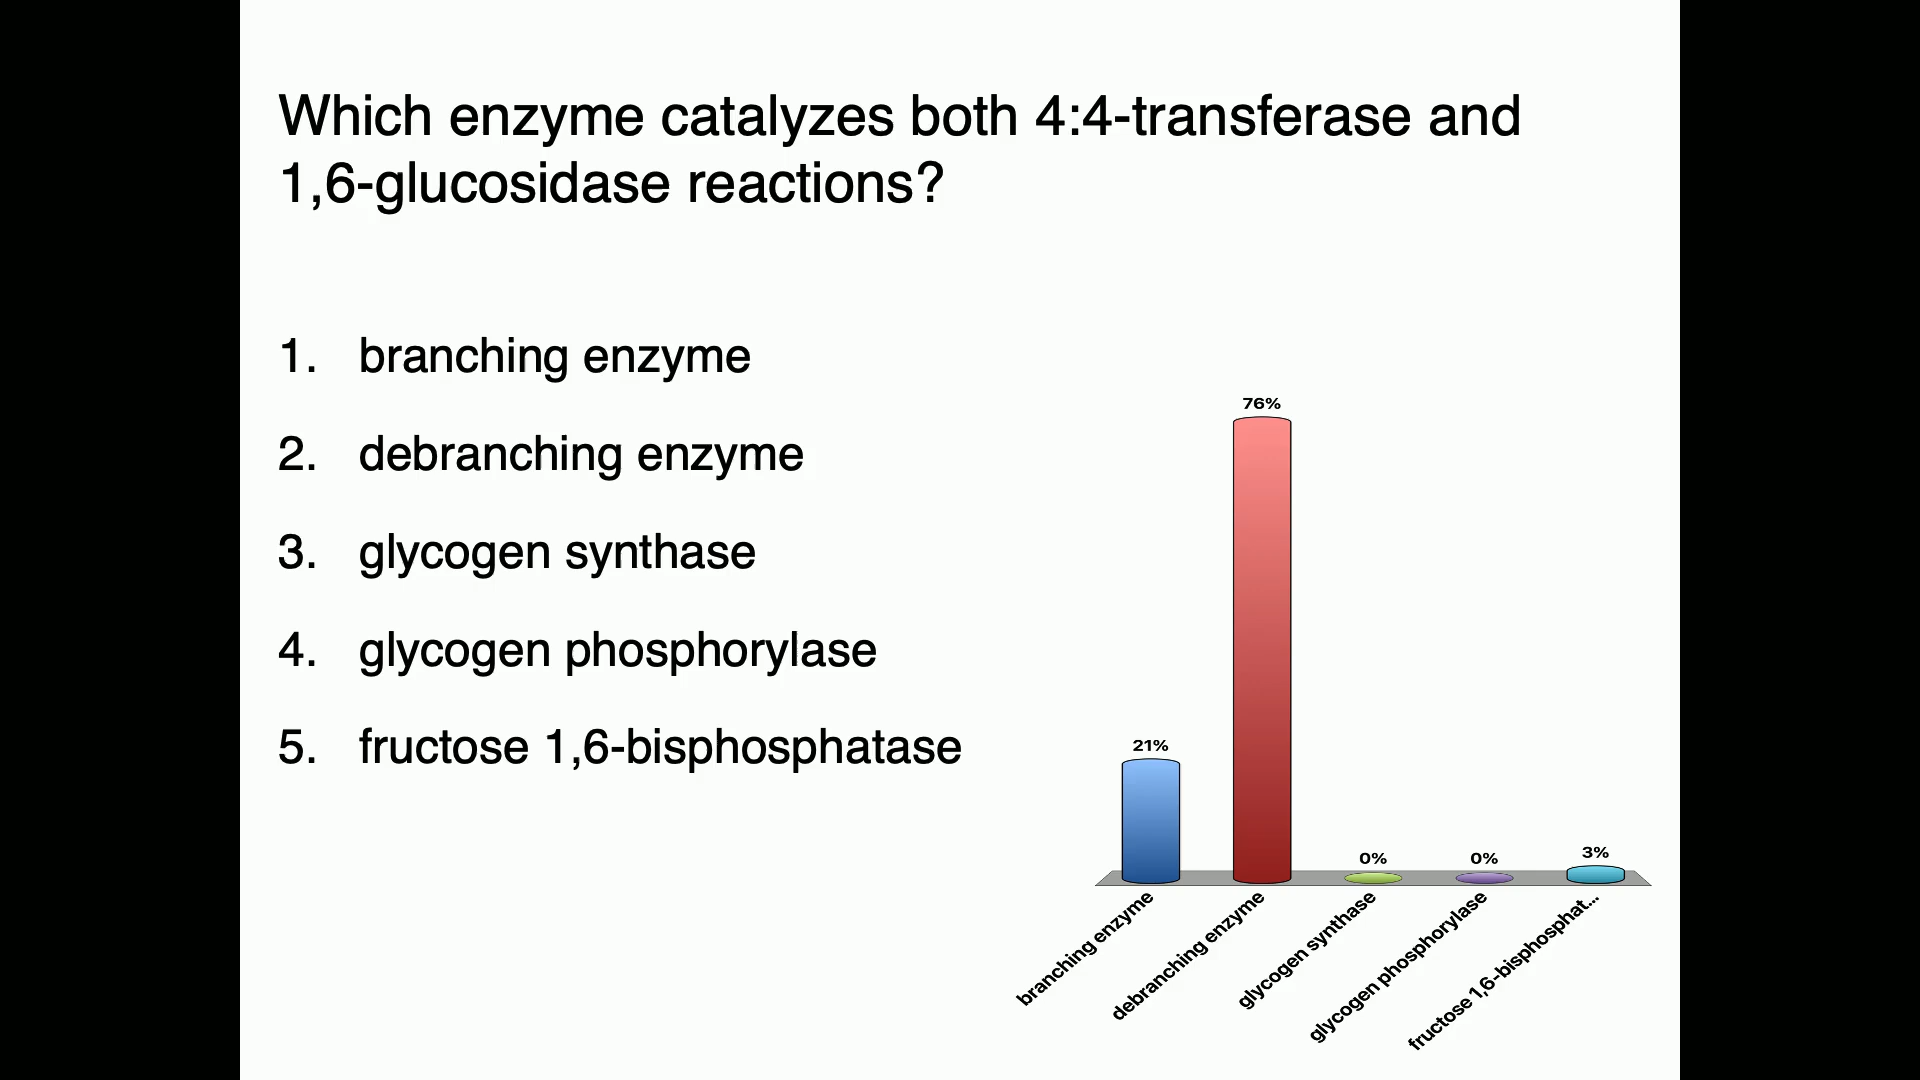 Which enzyme catalyzes both 4:4-transferase and
1,6-glucosidase reactions?
1. branching enzyme
2. debranching enzyme
3. glycogen synthase
4. glycogen phosphorylase
5. fructose 1,6-bisphosphatase
21%
76%
0%
0%
3%
branching enzyme
debranching enzyme
glycogen synthase
glycogen phosphorylase
fructose 1,6-bisphosphat...